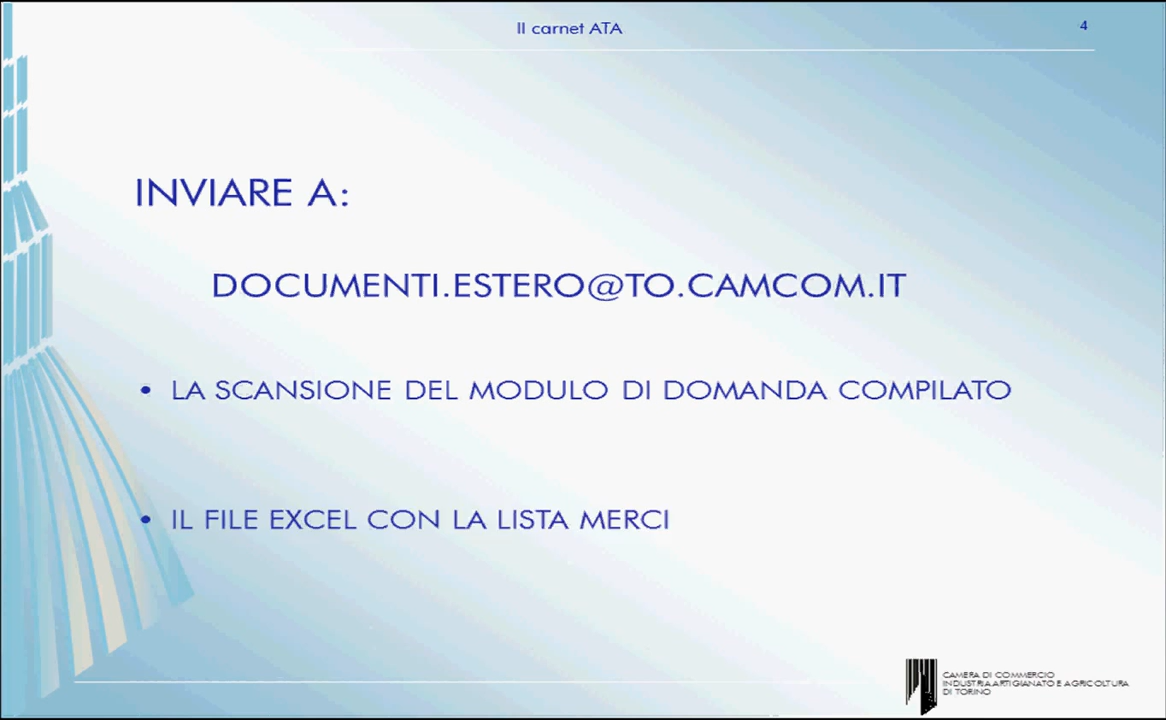 Il carnet ATA
4
INVIARE A:
DOCUMENTI.ESTERO@TO.CAMCOM.IT
• LA SCANSIONE DEL MODULO DI DOMANDA COMPILATO
• IL FILE EXCEL CON LA LISTA MERCI
CAMERA DI COMMERCIO
INDUSTRIA ARTIGIANATO E AGRICOLTURA
DI TORINO